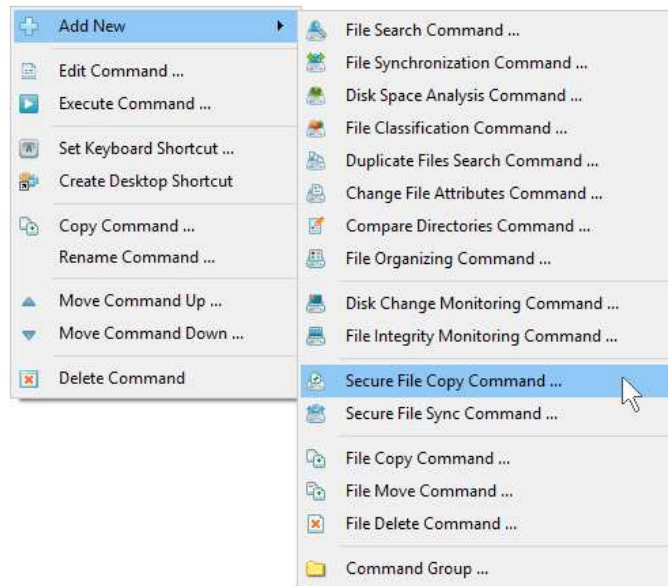 Add New
Edit Command ...
Execute Command ...
Set Keyboard Shortcut ...
Create Desktop Shortcut
Copy Command ...
Rename Command ...
Move Command Up ...
Move Command Down ...
Delete Command
File Search Command ...
File Synchronization Command ...
Disk Space Analysis Command ...
File Classification Command ...
Duplicate Files Search Command ...
Change File Attributes Command ...
Compare Directories Command ...
File Organizing Command ...
Disk Change Monitoring Command ...
File Integrity Monitoring Command ...
Secure File Copy Command ...
Secure File Sync Command ...
File Copy Command ...
File Move Command ...
File Delete Command ...
Command Group ...